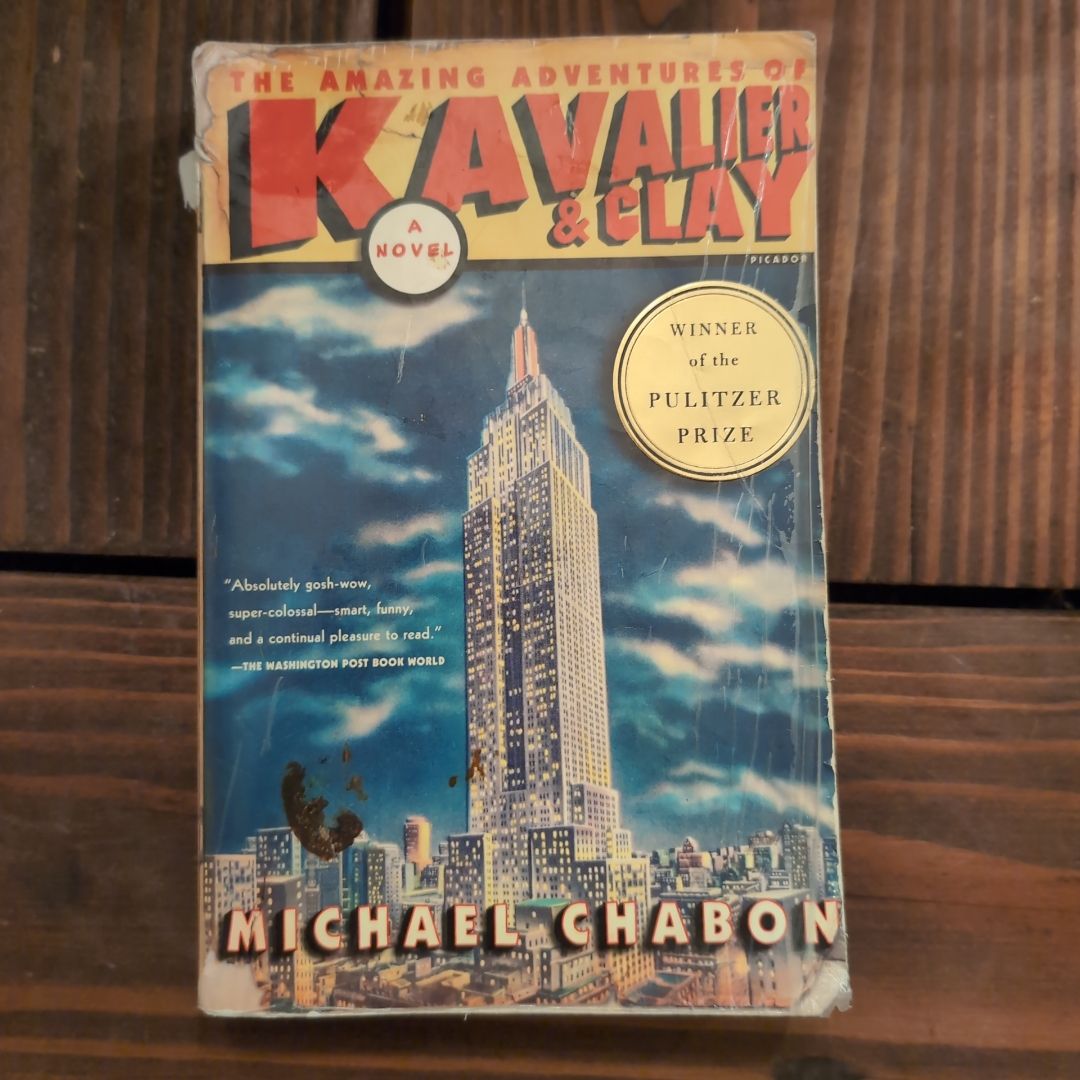 THE AMAZING ADVENTURES OF
KAVALIER
& CLAY
A
NOVEL
PICADOR
WINNER
of the
PULITZER
PRIZE
“Absolutely gosh-wow,
super-colossal—smart, funny,
and a continual pleasure to read.”
—THE WASHINGTON POST BOOK WORLD
MICHAEL CHABON